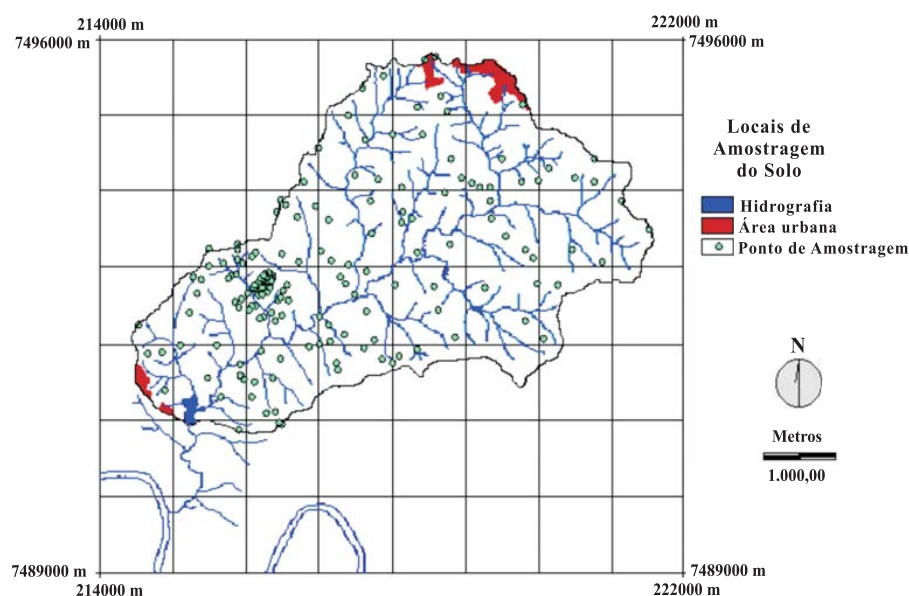 214000 m
222000 m
7496000 m
7496000 m
Locais de
Amostragem
do Solo
Hidrografia
Área urbana
Ponto de Amostragem
N
Metros
1.000,00
7489000 m
7489000 m
214000 m
222000 m